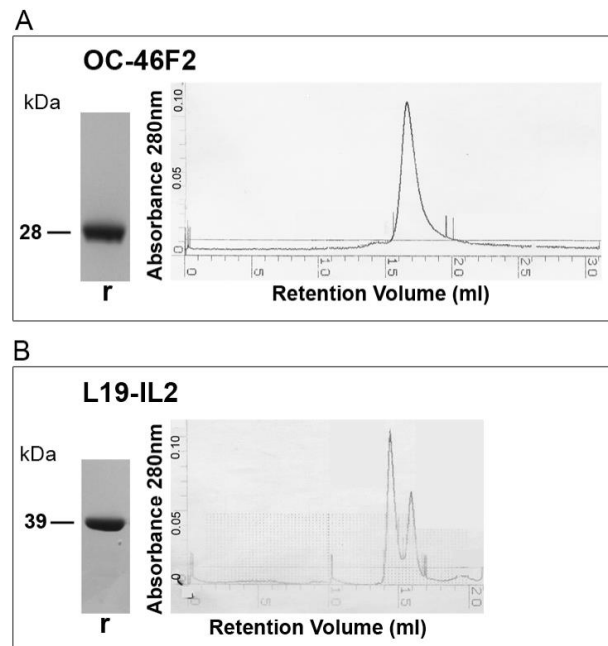 A
OC-46F2
kDa
28
r
Absorbance 280nm
0.10
0.05
0
5
10
15
20
25
30
Retention Volume (ml)
B
L19-IL2
kDa
39
r
Absorbance 280nm
0.10
0.05
0
0
10
15
20
Retention Volume (ml)